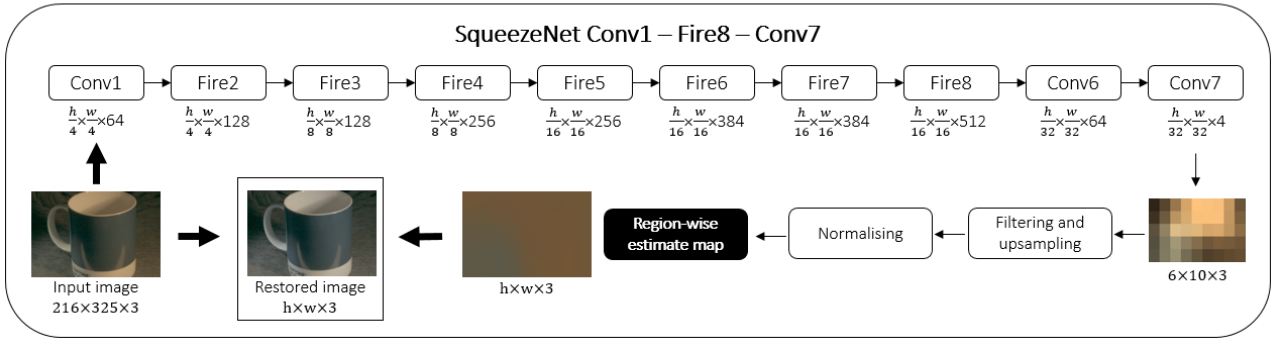 SqueezeNet Conv1 – Fire8 – Conv7
Conv1 Fire2 Fire3 Fire4 Fire5 Fire6 Fire7 Fire8 Conv6 Conv7
h/4×w/4×64 h/4×w/4×128 h/8×w/8×128 h/8×w/8×256 h/16×w/16×256 h/16×w/16×384 h/16×w/16×384 h/16×w/16×512 h/32×w/32×64 h/32×w/32×4
Input image
216×325×3
Restored image
h×w×3
h×w×3
Region-wise
estimate map
Normalising
Filtering and
upsampling
6×10×3